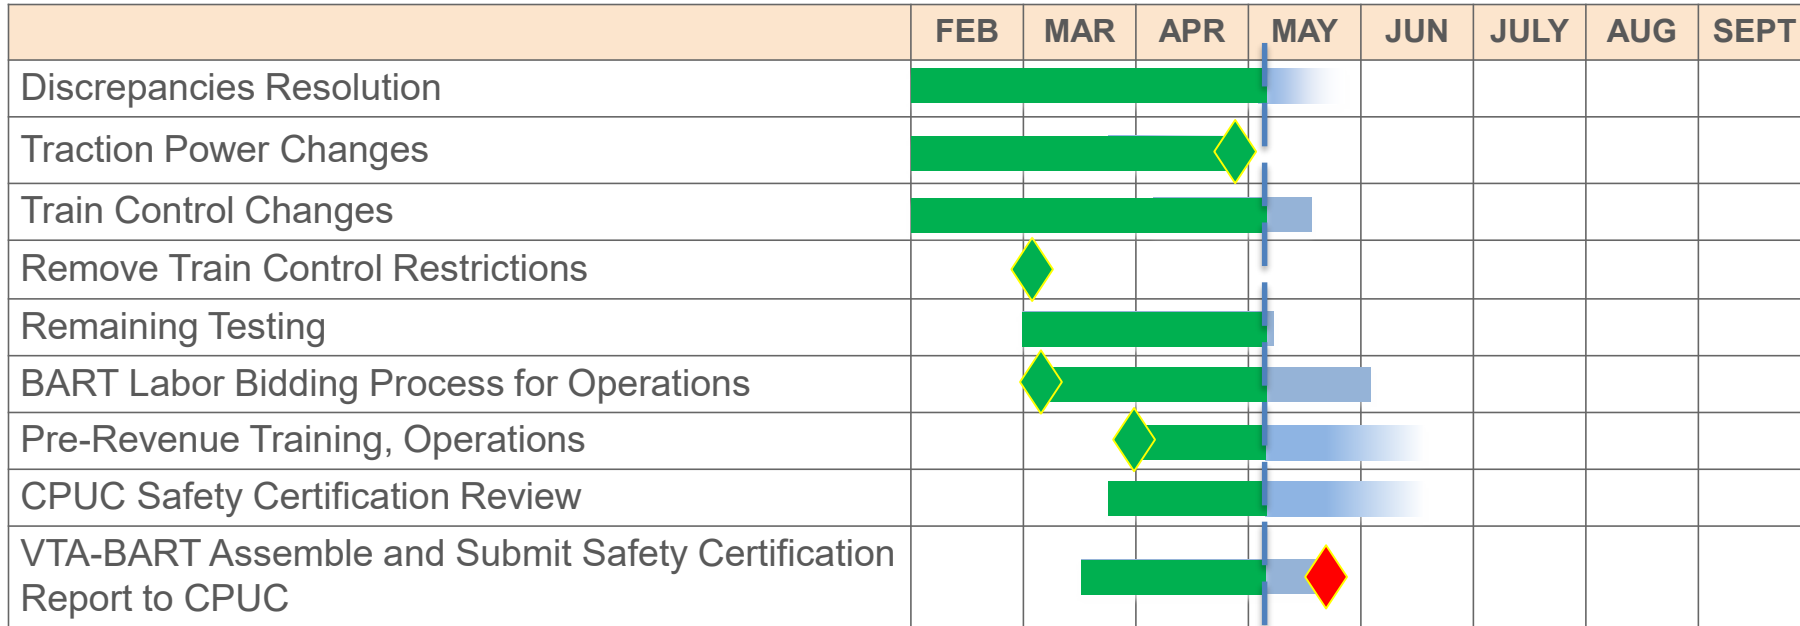 FEB MAR APR MAY JUN JULY AUG SEPT
Discrepancies Resolution
Traction Power Changes
Train Control Changes
Remove Train Control Restrictions
Remaining Testing
BART Labor Bidding Process for Operations
Pre-Revenue Training, Operations
CPUC Safety Certification Review
VTA-BART Assemble and Submit Safety Certification
Report to CPUC